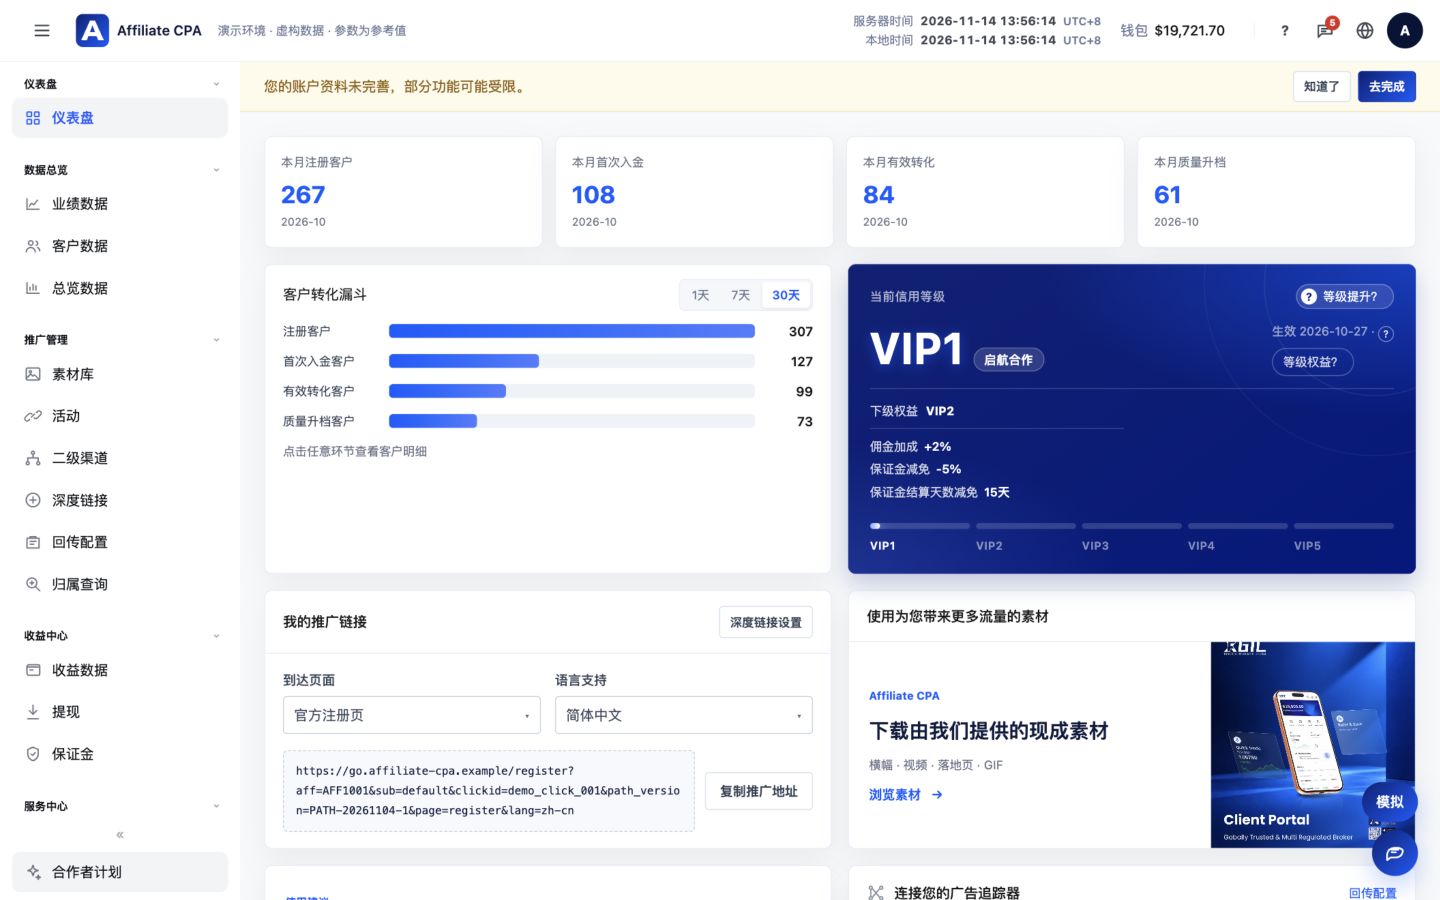 Affiliate CPA
演示环境 · 虚构数据 · 参数为参考值
服务器时间 2026-11-14 13:56:14 UTC+8
本地时间 2026-11-14 13:56:14 UTC+8
钱包 $19,721.70
?
5
A
仪表盘
仪表盘
数据总览
业绩数据
客户数据
总览数据
推广管理
素材库
活动
二级渠道
深度链接
回传配置
归属查询
收益中心
收益数据
提现
保证金
服务中心
«
合作者计划
您的账户资料未完善，部分功能可能受限。
知道了
去完成
本月注册客户
267
2026-10
本月首次入金
108
2026-10
本月有效转化
84
2026-10
本月质量升档
61
2026-10
客户转化漏斗
1天 7天 30天
注册客户 307
首次入金客户 127
有效转化客户 99
质量升档客户 73
点击任意环节查看客户明细
当前信用等级
? 等级提升?
VIP1 启航合作
生效 2026-10-27 · ?
等级权益?
下级权益 VIP2
佣金加成 +2%
保证金减免 -5%
保证金结算天数减免 15天
VIP1 VIP2 VIP3 VIP4 VIP5
我的推广链接
深度链接设置
到达页面
官方注册页
语言支持
简体中文
https://go.affiliate-cpa.example/register?
aff=AFF1001&sub=default&clickid=demo_click_001&path_versio
n=PATH-20261104-1&page=register&lang=zh-cn
复制推广地址
使用为您带来更多流量的素材
Affiliate CPA
下载由我们提供的现成素材
横幅 · 视频 · 落地页 · GIF
浏览素材 →
Client Portal
Globally Trusted & Multi Regulated Broker
模拟
使用建议
连接您的广告追踪器
回传配置